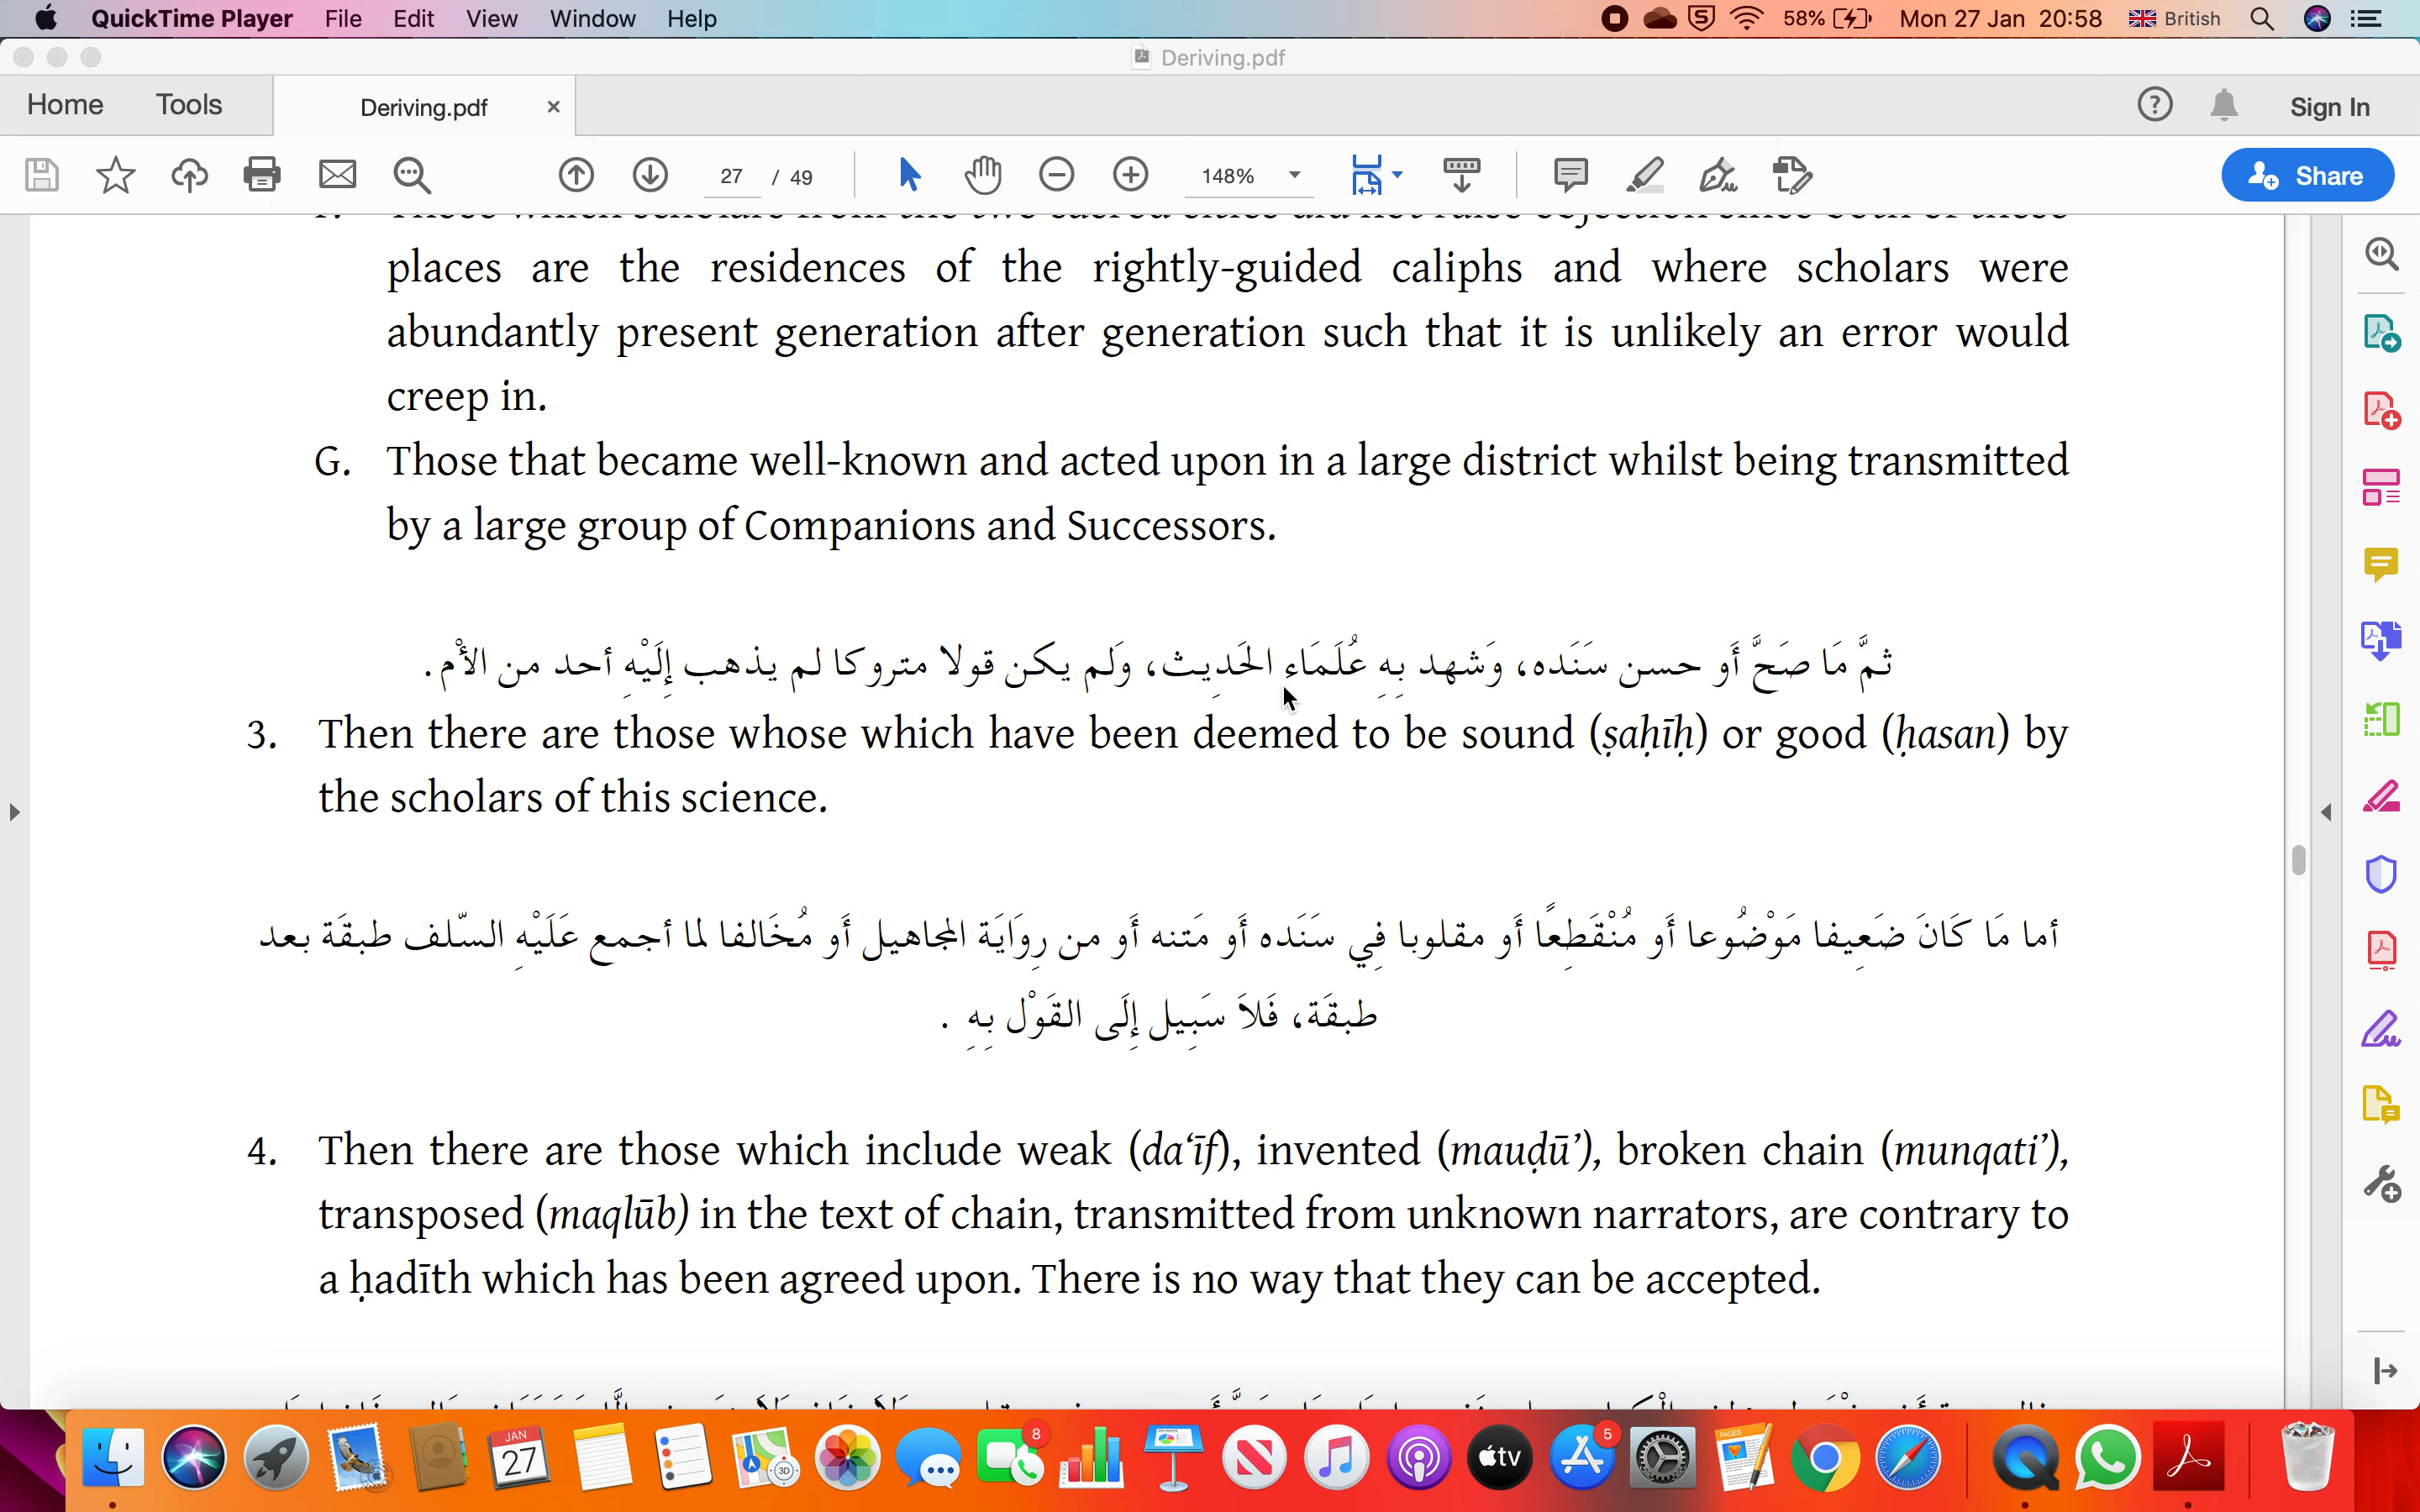 QuickTime Player File Edit View Window Help 58% Mon 27 Jan 20:58 British
Deriving.pdf
Home Tools Deriving.pdf × Sign In
27 / 49 148% Share
places are the residences of the rightly-guided caliphs and where scholars were
abundantly present generation after generation such that it is unlikely an error would
creep in.
G. Those that became well-known and acted upon in a large district whilst being transmitted
by a large group of Companions and Successors.
ثمَّ مَا صَحَّ أَو حسن سَنَده، وَشهد بِهِ عُلَمَاء الحَدِيث، وَلم يكن قولا متروكا لم يذهب إِلَيْهِ أحد من الأُم.
3. Then there are those whose which have been deemed to be sound (ṣaḥīḥ) or good (ḥasan) by
the scholars of this science.
أما مَا كَانَ ضَعِيفا مَوْضُوعا أَو مُنْقَطِعًا أَو مقلوبا فِي سَنَده أَو مَتنه أَو من رِوَايَة المجاهيل أَو مُخَالفا لما أجمع عَلَيْهِ السّلف طبقَة بعد
طبقَة، فَلاَ سَبِيل إِلَى القَوْل بِهِ .
4. Then there are those which include weak (da‘īf), invented (mauḍū’), broken chain (munqati’),
transposed (maqlūb) in the text of chain, transmitted from unknown narrators, are contrary to
a ḥadīth which has been agreed upon. There is no way that they can be accepted.
JAN
27
3D
8
tv
5
PAGES